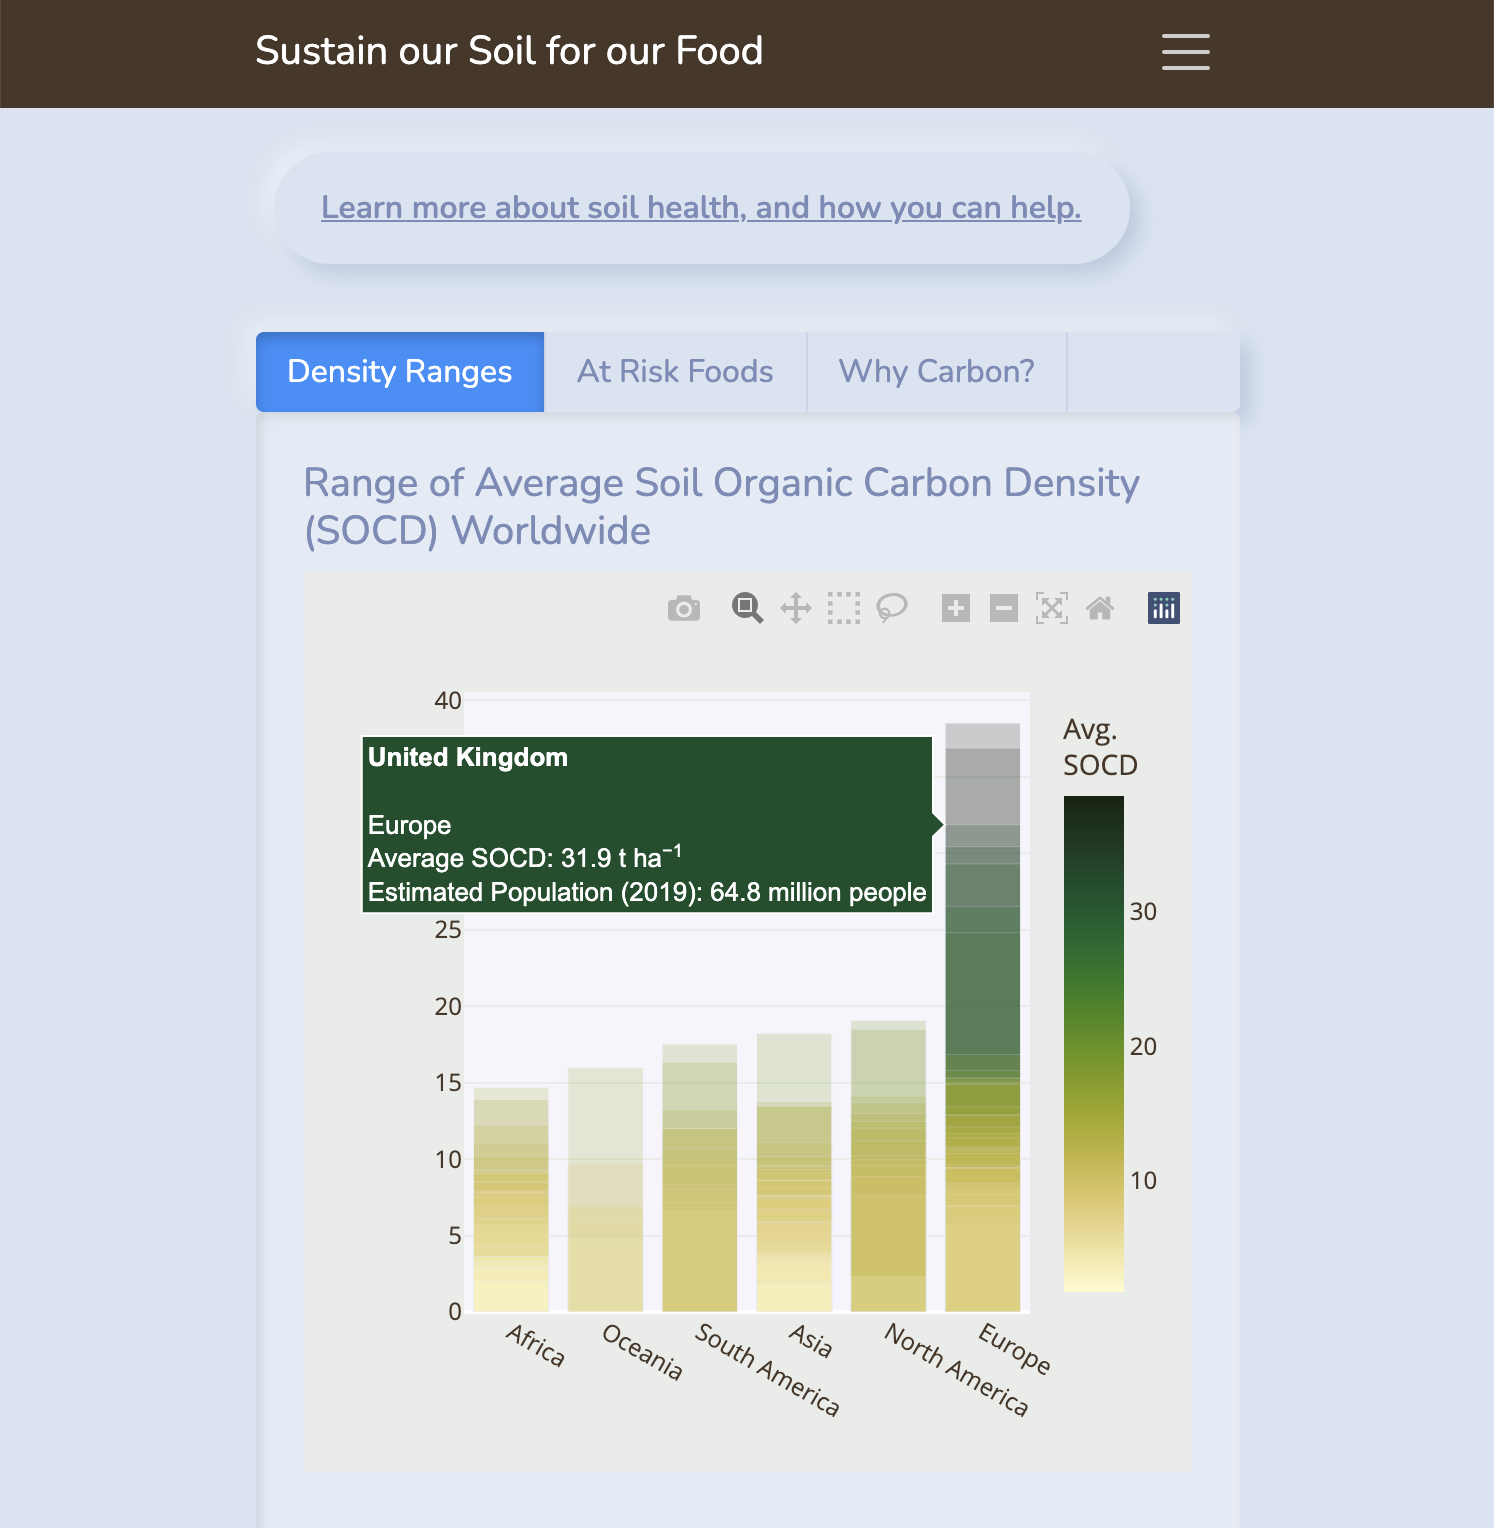 Sustain our Soil for our Food
Learn more about soil health, and how you can help.
Density Ranges
At Risk Foods
Why Carbon?
Range of Average Soil Organic Carbon Density
(SOCD) Worldwide
40
United Kingdom
Europe
Average SOCD: 31.9 t ha⁻¹
Estimated Population (2019): 64.8 million people
25
20
15
10
5
0
Africa
Oceania
South America
Asia
North America
Europe
Avg.
SOCD
30
20
10